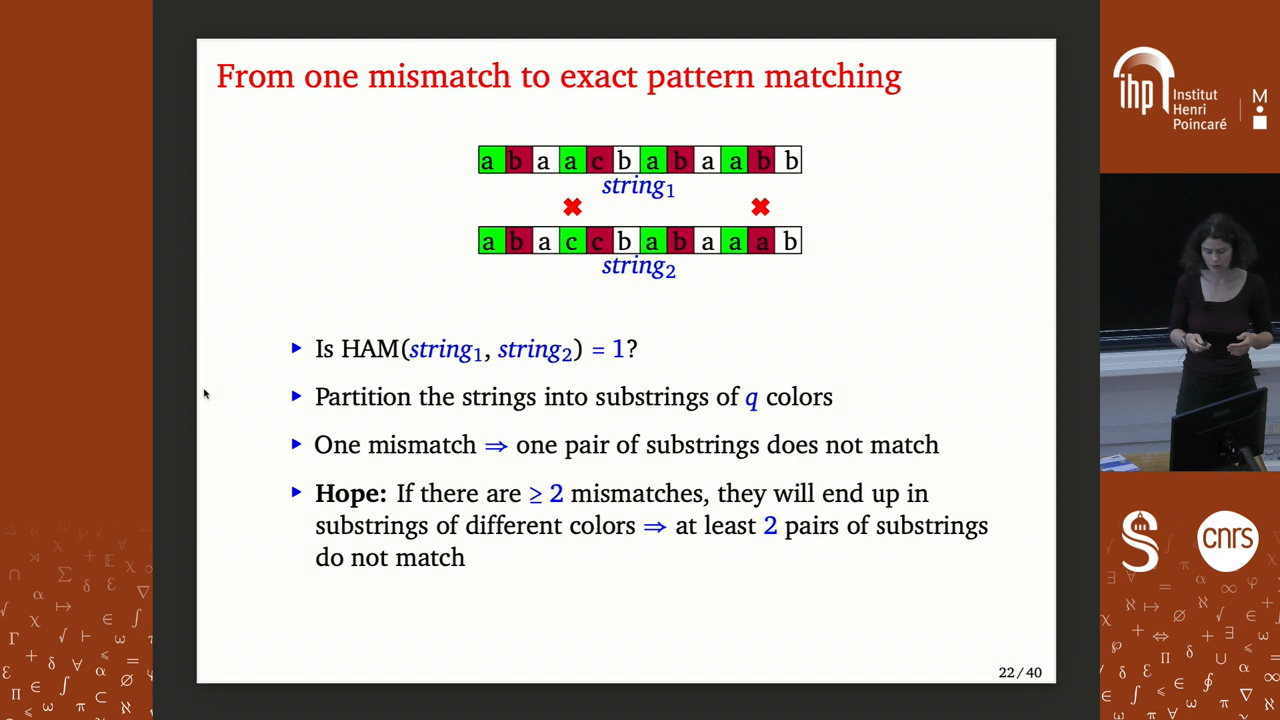 From one mismatch to exact pattern matching
a b a a c b a b a a b b
string1
✖ ✖
a b a c c b a b a a a b
string2
▸ Is HAM(string1, string2) = 1?
▸ Partition the strings into substrings of q colors
▸ One mismatch ⇒ one pair of substrings does not match
▸ Hope: If there are ≥ 2 mismatches, they will end up in
substrings of different colors ⇒ at least 2 pairs of substrings
do not match
22/40
ihp
Institut
Henri
Poincaré
M
S
cnrs